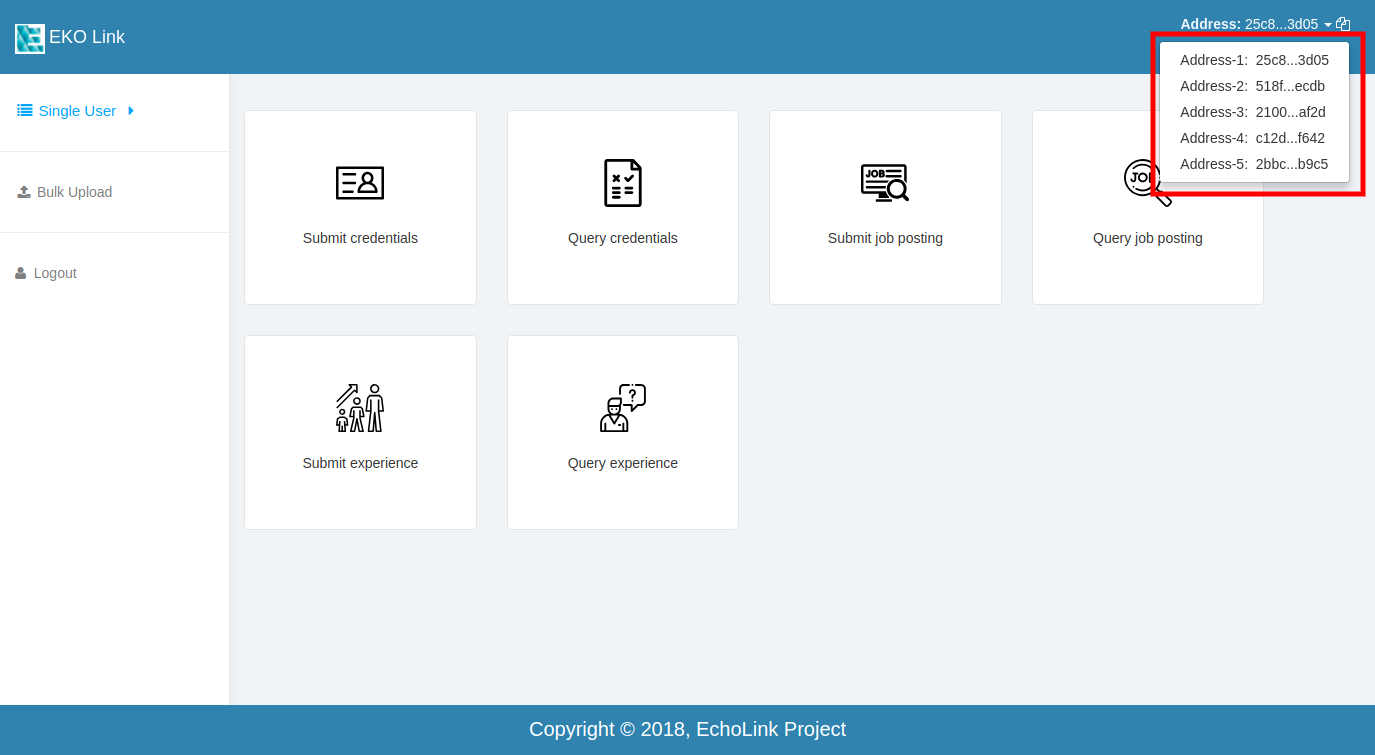 EKO Link
Address: 25c8...3d05
Address-1: 25c8...3d05
Address-2: 518f...ecdb
Address-3: 2100...af2d
Address-4: c12d...f642
Address-5: 2bbc...b9c5
Single User
Bulk Upload
Logout
JOB
Submit credentials
Query credentials
Submit job posting
Query job posting
?
Submit experience
Query experience
Copyright © 2018, EchoLink Project